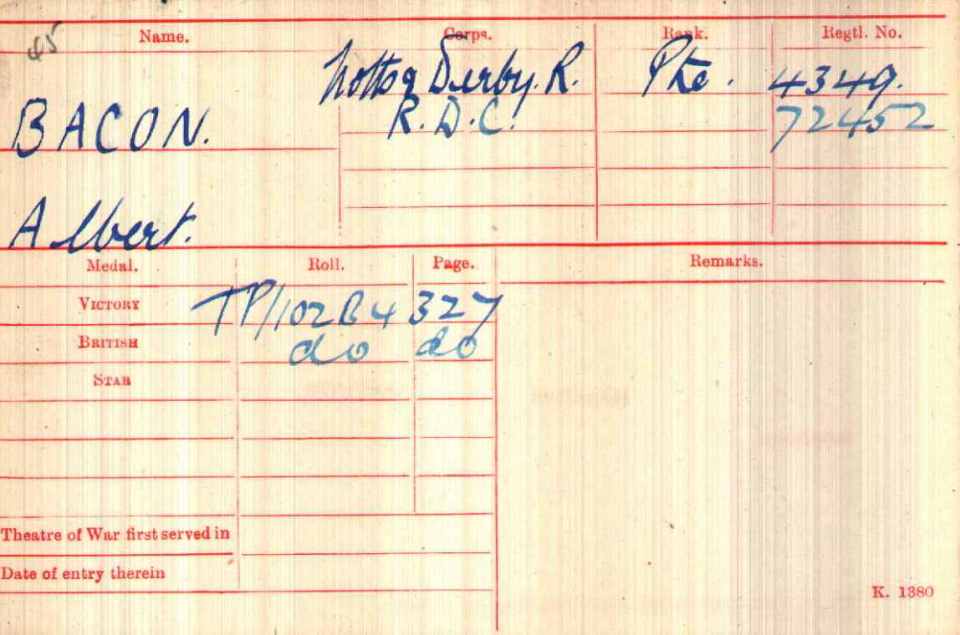 45
Name. Corps. Rank. Regtl. No.
Notts & Derby. R. Pte. 4349.
BACON. R.D.C. 72452
Albert.
Medal. Roll. Page. Remarks.
VICTORY TP/102B4 327
BRITISH do do
STAR
Theatre of War first served in
Date of entry therein
K. 1380